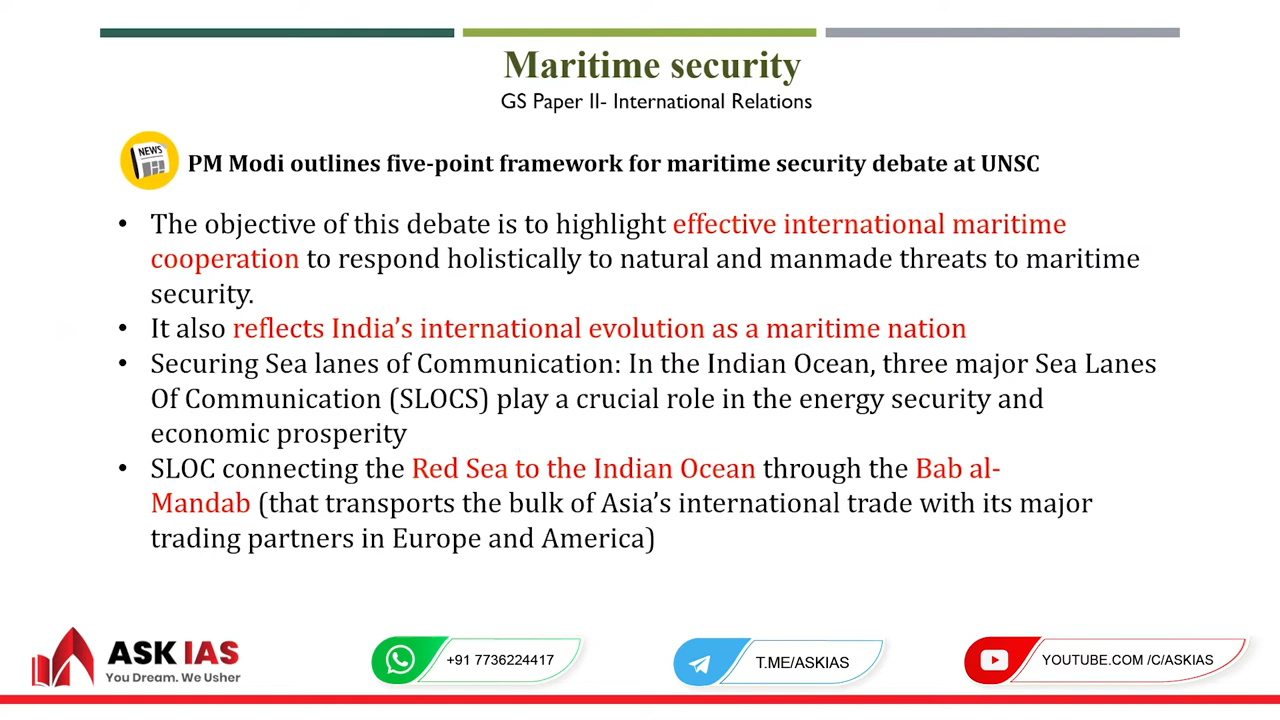 Maritime security
GS Paper II- International Relations
NEWS
PM Modi outlines five-point framework for maritime security debate at UNSC
• The objective of this debate is to highlight effective international maritime
cooperation to respond holistically to natural and manmade threats to maritime
security.
• It also reflects India’s international evolution as a maritime nation
• Securing Sea lanes of Communication: In the Indian Ocean, three major Sea Lanes
Of Communication (SLOCS) play a crucial role in the energy security and
economic prosperity
• SLOC connecting the Red Sea to the Indian Ocean through the Bab al-
Mandab (that transports the bulk of Asia’s international trade with its major
trading partners in Europe and America)
ASK IAS
You Dream. We Usher
+91 7736224417
T.ME/ASKIAS
YOUTUBE.COM /C/ASKIAS